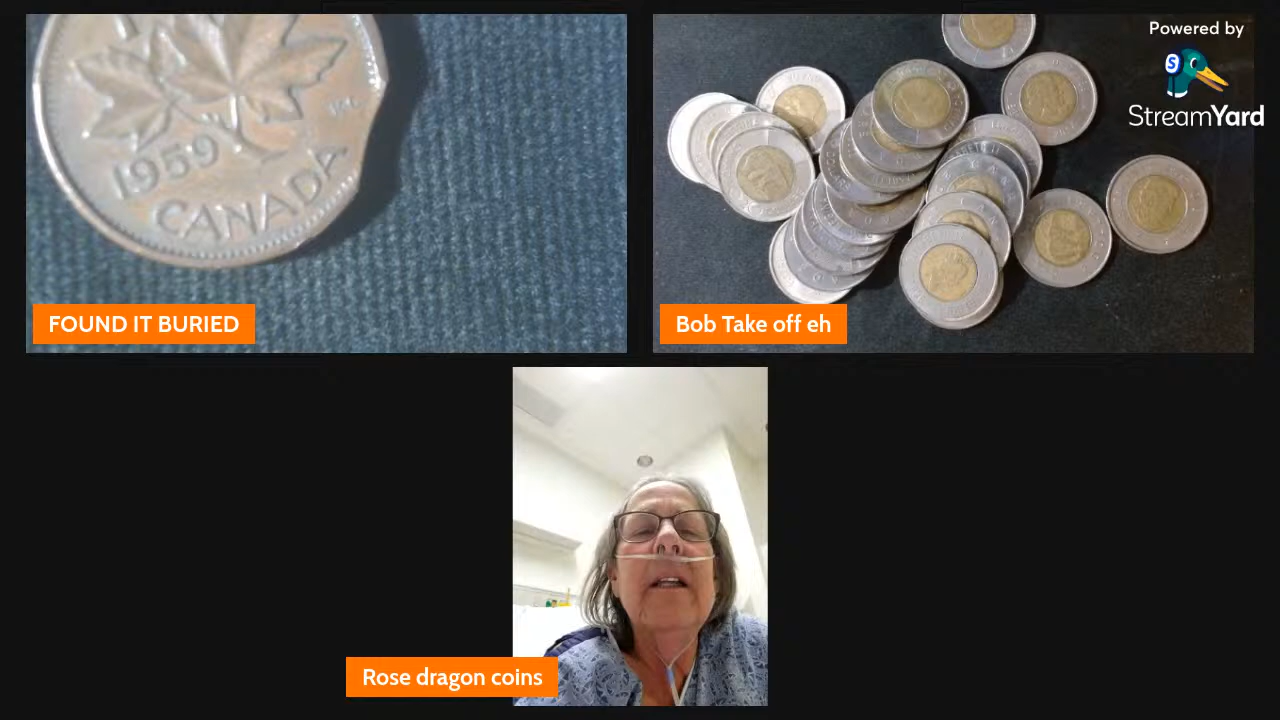 1959
CANADA
FOUND IT BURIED
Powered by
S
StreamYard
Bob Take off eh
Rose dragon coins